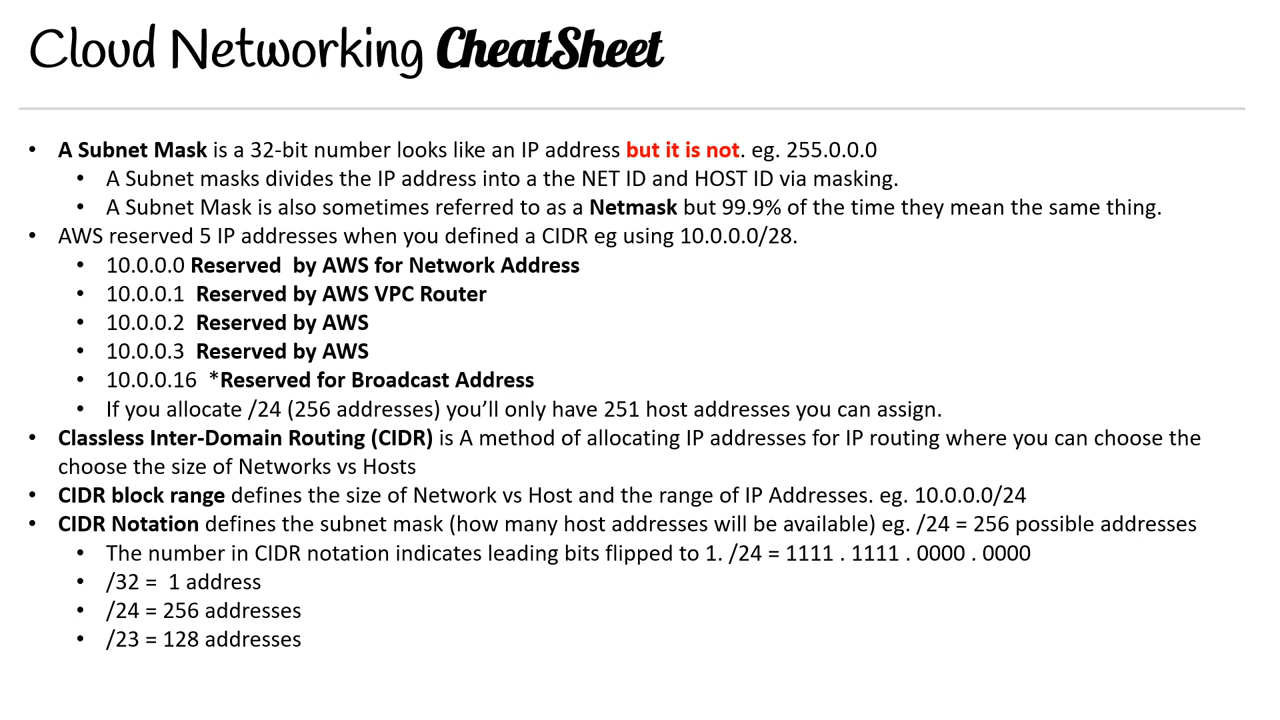 Cloud Networking CheatSheet
• A Subnet Mask is a 32-bit number looks like an IP address but it is not. eg. 255.0.0.0
• A Subnet masks divides the IP address into a the NET ID and HOST ID via masking.
• A Subnet Mask is also sometimes referred to as a Netmask but 99.9% of the time they mean the same thing.
• AWS reserved 5 IP addresses when you defined a CIDR eg using 10.0.0.0/28.
• 10.0.0.0 Reserved by AWS for Network Address
• 10.0.0.1 Reserved by AWS VPC Router
• 10.0.0.2 Reserved by AWS
• 10.0.0.3 Reserved by AWS
• 10.0.0.16 *Reserved for Broadcast Address
• If you allocate /24 (256 addresses) you’ll only have 251 host addresses you can assign.
• Classless Inter-Domain Routing (CIDR) is A method of allocating IP addresses for IP routing where you can choose the
choose the size of Networks vs Hosts
• CIDR block range defines the size of Network vs Host and the range of IP Addresses. eg. 10.0.0.0/24
• CIDR Notation defines the subnet mask (how many host addresses will be available) eg. /24 = 256 possible addresses
• The number in CIDR notation indicates leading bits flipped to 1. /24 = 1111 . 1111 . 0000 . 0000
• /32 = 1 address
• /24 = 256 addresses
• /23 = 128 addresses